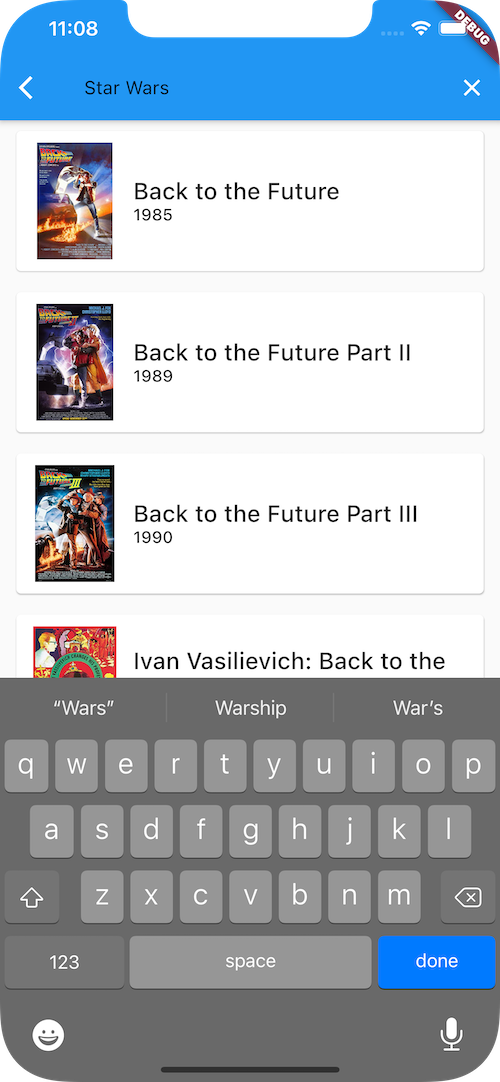 11:08
DEBUG
Star Wars
Back to the Future
1985
Back to the Future Part II
1989
Back to the Future Part III
1990
Ivan Vasilievich: Back to the
“Wars” Warship War’s
q w e r t y u i o p
a s d f g h j k l
z x c v b n m
123 space done